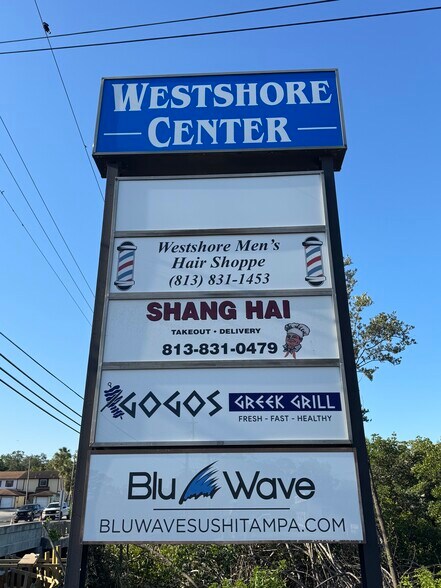 WESTSHORE
CENTER
Westshore Men's
Hair Shoppe
(813) 831-1453
SHANG HAI
TAKEOUT • DELIVERY
813-831-0479
GOGOS GREEK GRILL
FRESH - FAST - HEALTHY
Blu Wave
BLUWAVESUSHITAMPA.COM